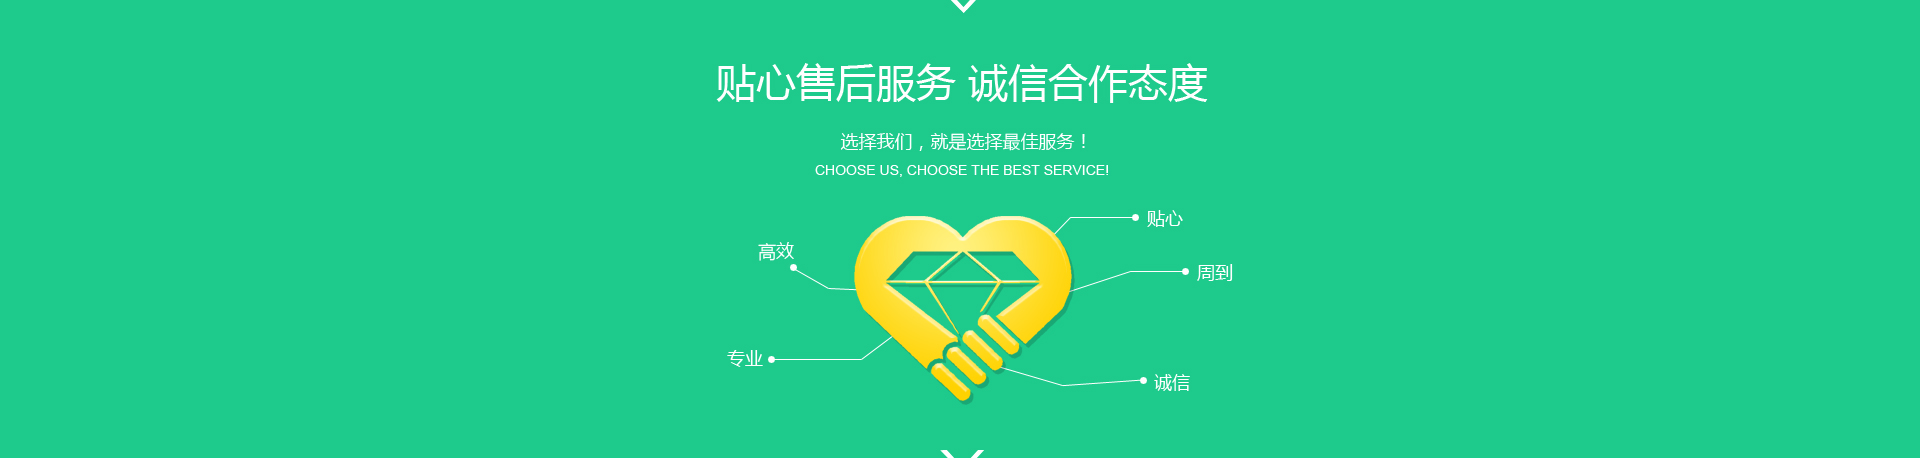 贴心售后服务 诚信合作态度
选择我们，就是选择最佳服务！
CHOOSE US, CHOOSE THE BEST SERVICE!
贴心
高效
周到
专业
诚信